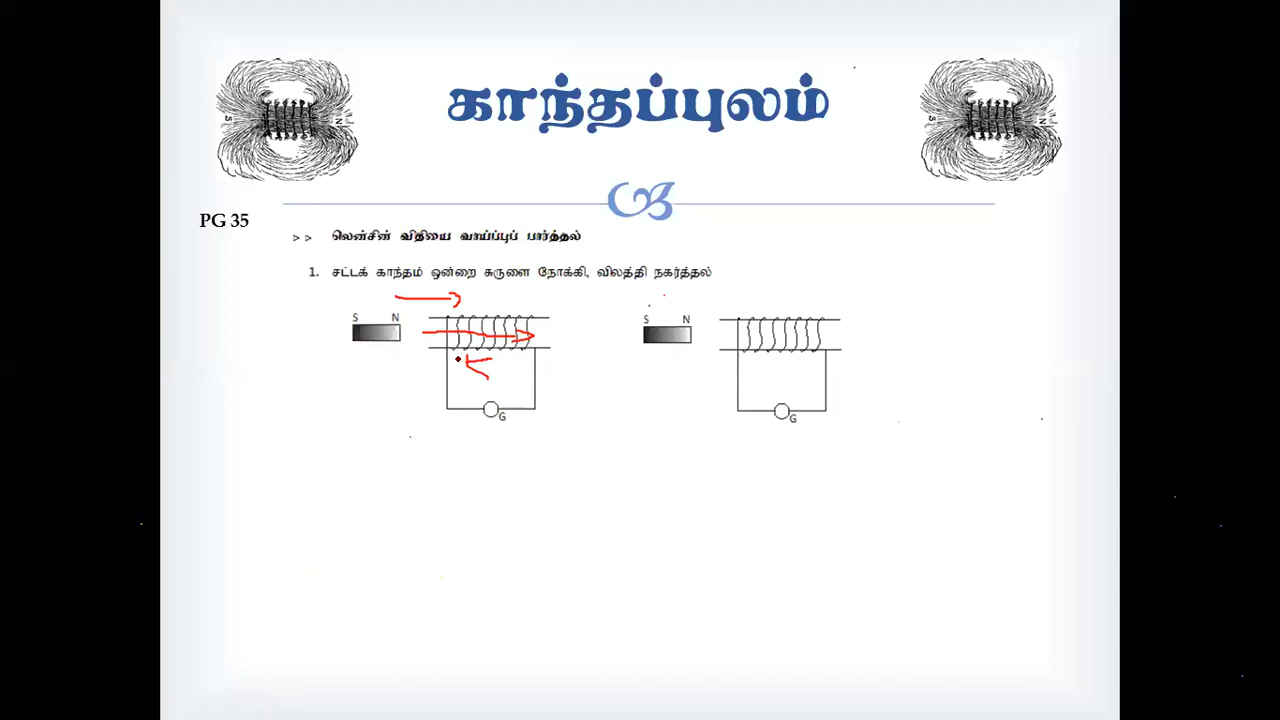 காந்தப்புலம்
S N
S N
PG 35
> > லென்சின் விதியை வாய்ப்புப் பார்த்தல்
1. சட்டக் காந்தம் ஒன்றை சுருளை நோக்கி, விலத்தி நகர்த்தல்
S N
S N
G
G